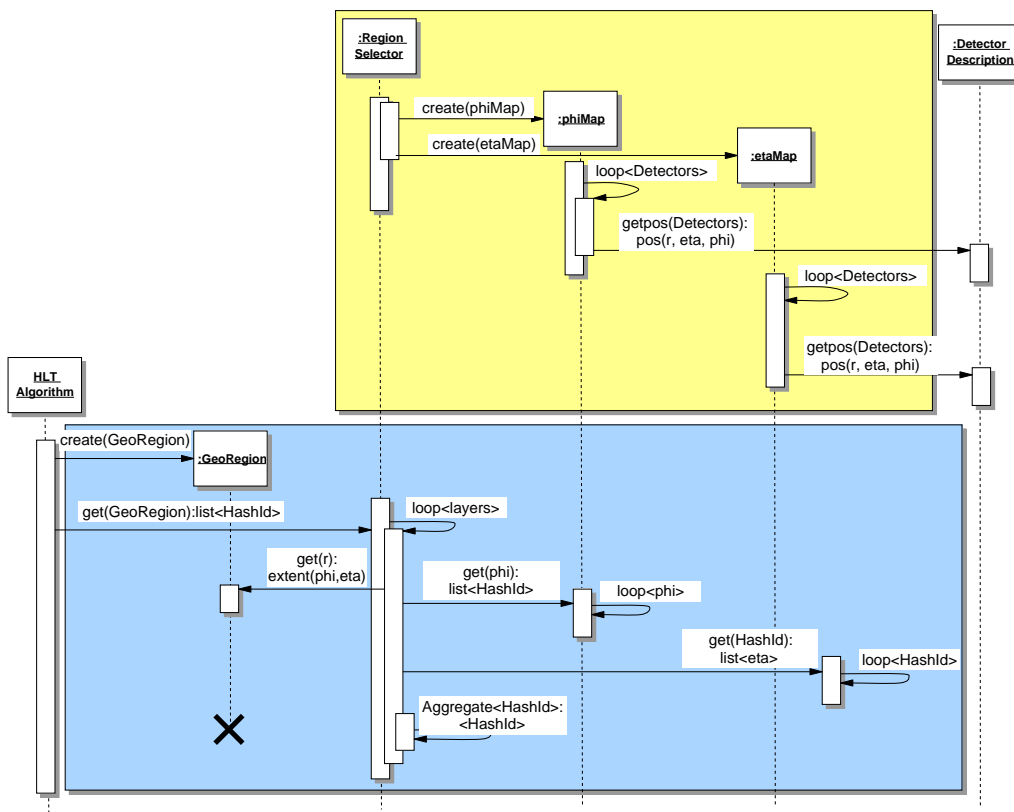 :Region
Selector
:Detector
Description
create(phiMap)
:phiMap
create(etaMap)
:etaMap
loop<Detectors>
getpos(Detectors):
pos(r, eta, phi)
loop<Detectors>
getpos(Detectors):
pos(r, eta, phi)
HLT
Algorithm
create(GeoRegion)
:GeoRegion
get(GeoRegion):list<HashId>
loop<layers>
get(r):
extent(phi,eta)
get(phi):
list<HashId>
loop<phi>
get(HashId):
list<eta>
loop<HashId>
Aggregate<HashId>:
<HashId>